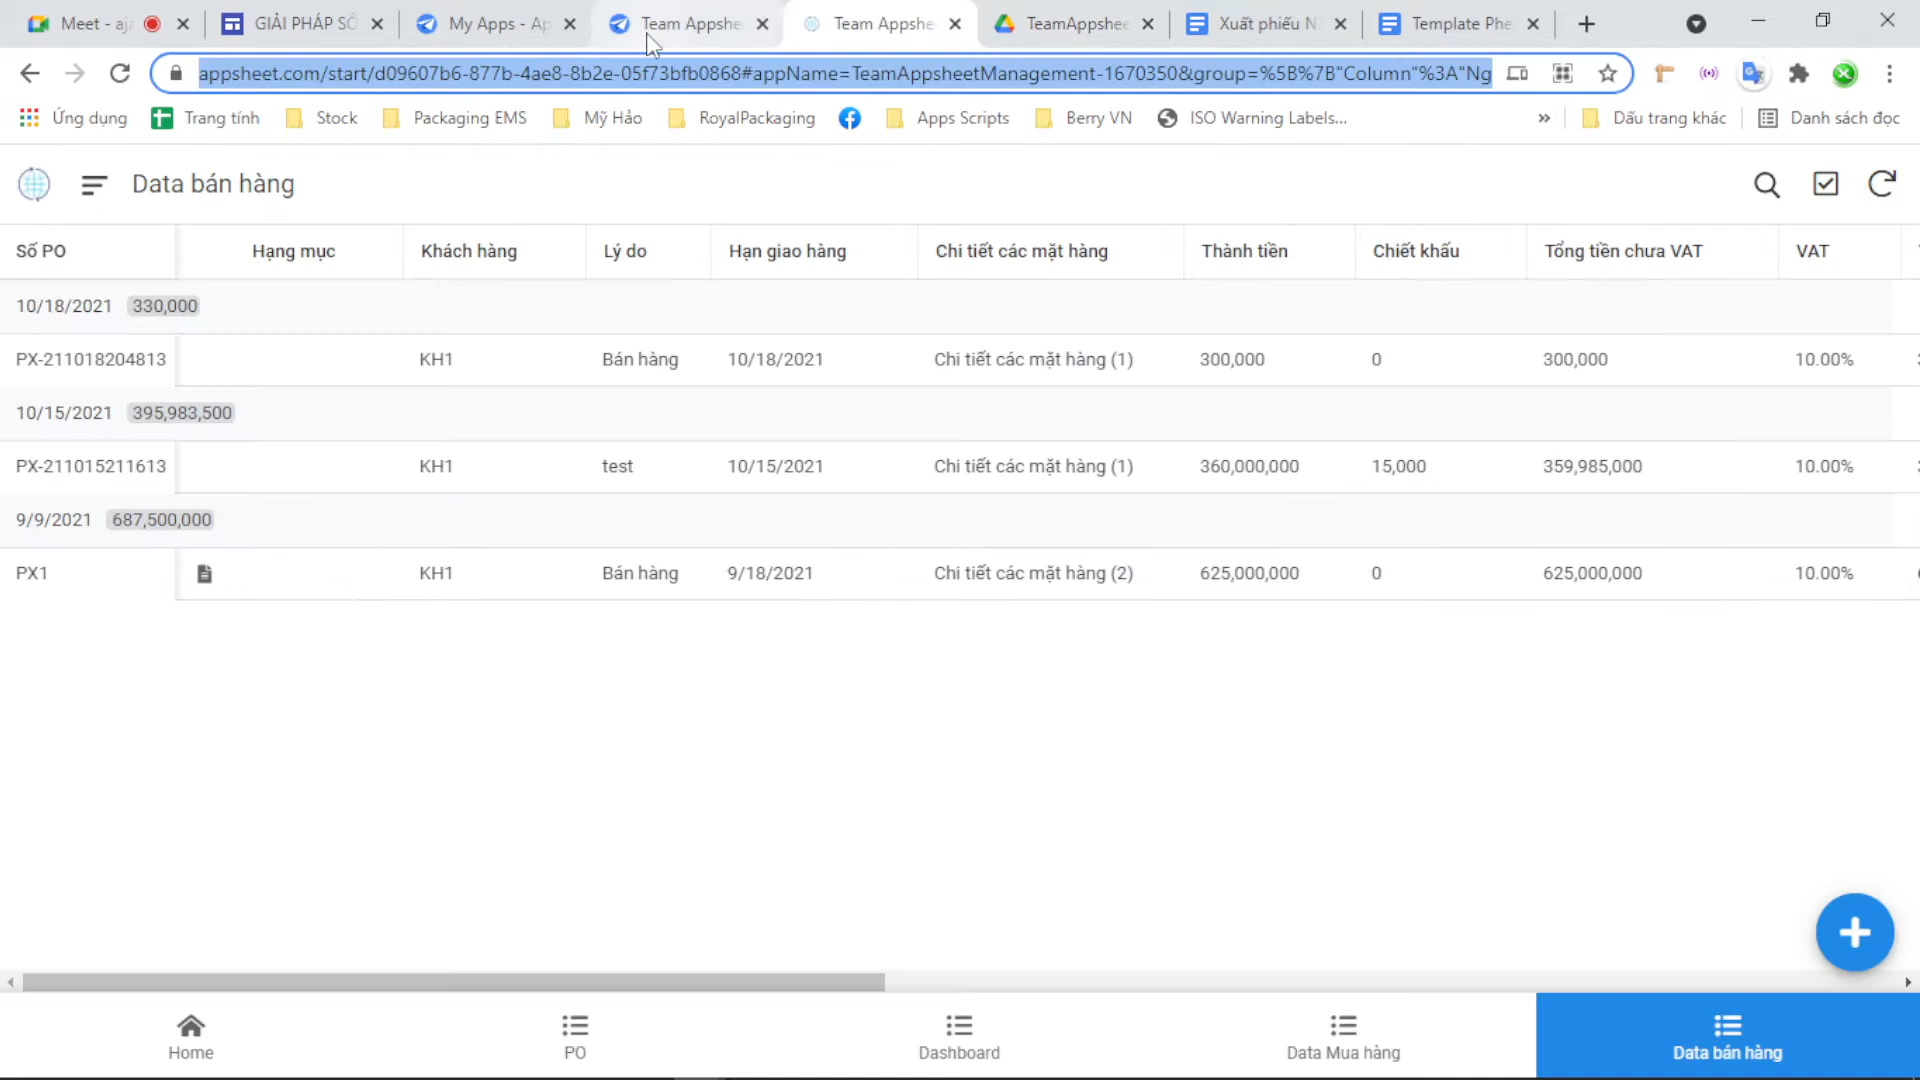 Meet - aja
GIẢI PHÁP SỐ
My Apps - Ap
Team Appshe
Team Appshe
TeamAppshee
Xuất phiếu N
Template Phe
appsheet.com/start/d09607b6-877b-4ae8-8b2e-05f73bfb0868#appName=TeamAppsheetManagement-1670350&group=%5B%7B"Column"%3A"Ng
Ứng dụng
Trang tính
Stock
Packaging EMS
Mỹ Hảo
RoyalPackaging
Apps Scripts
Berry VN
ISO Warning Labels...
Dấu trang khác
Danh sách đọc
Data bán hàng
Số PO Hạng mục Khách hàng Lý do Hạn giao hàng Chi tiết các mặt hàng Thành tiền Chiết khấu Tổng tiền chưa VAT VAT
10/18/2021 330,000
PX-211018204813 KH1 Bán hàng 10/18/2021 Chi tiết các mặt hàng (1) 300,000 0 300,000 10.00%
10/15/2021 395,983,500
PX-211015211613 KH1 test 10/15/2021 Chi tiết các mặt hàng (1) 360,000,000 15,000 359,985,000 10.00%
9/9/2021 687,500,000
PX1 KH1 Bán hàng 9/18/2021 Chi tiết các mặt hàng (2) 625,000,000 0 625,000,000 10.00%
Home
PO
Dashboard
Data Mua hàng
Data bán hàng